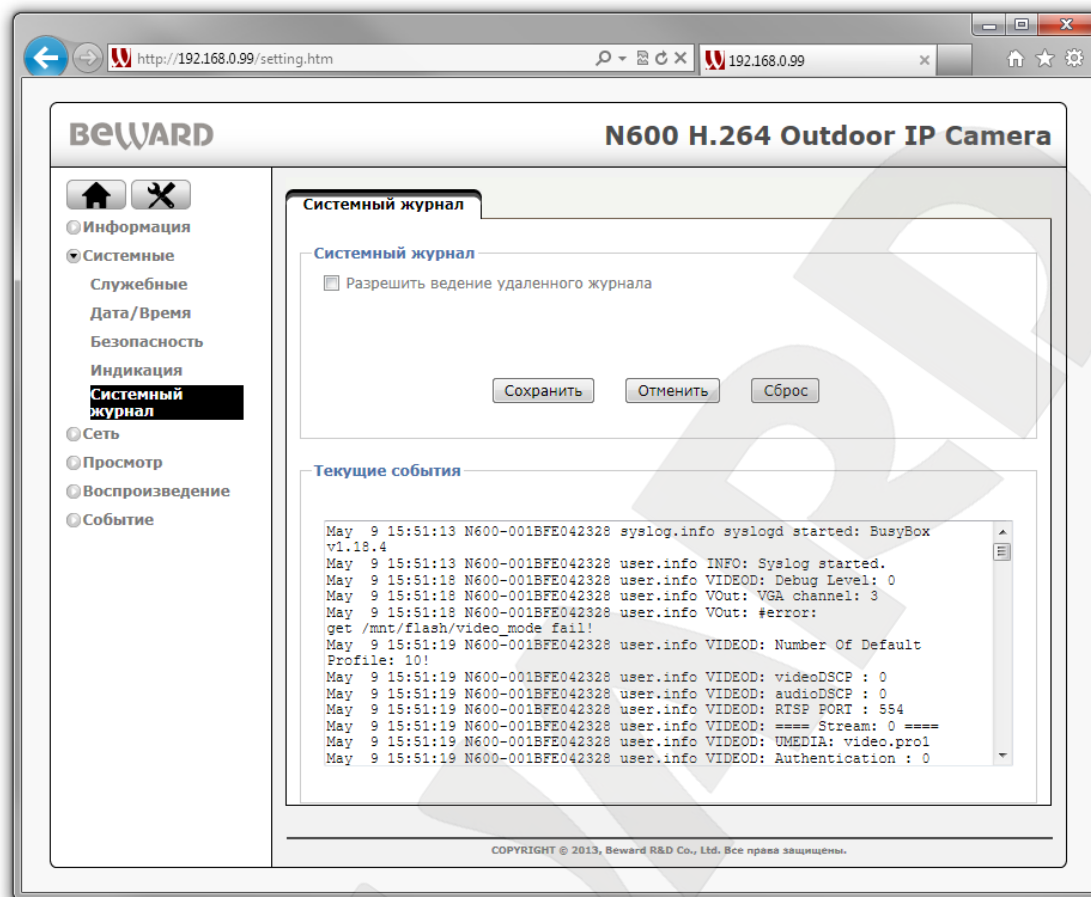 http://192.168.0.99/setting.htm
192.168.0.99
BEWARD
N600 H.264 Outdoor IP Camera
Информация
Системные
Служебные
Дата/Время
Безопасность
Индикация
Системный
журнал
Сеть
Просмотр
Воспроизведение
Событие
Системный журнал
Системный журнал
Разрешить ведение удаленного журнала
Сохранить
Отменить
Сброс
Текущие события
May  9 15:51:13 N600-001BFE042328 syslog.info syslogd started: BusyBox
v1.18.4
May  9 15:51:13 N600-001BFE042328 user.info INFO: Syslog started.
May  9 15:51:18 N600-001BFE042328 user.info VIDEOD: Debug Level: 0
May  9 15:51:18 N600-001BFE042328 user.info VOut: VGA channel: 3
May  9 15:51:18 N600-001BFE042328 user.info VOut: #error:
get /mnt/flash/video_mode fail!
May  9 15:51:19 N600-001BFE042328 user.info VIDEOD: Number Of Default
Profile: 10!
May  9 15:51:19 N600-001BFE042328 user.info VIDEOD: videoDSCP : 0
May  9 15:51:19 N600-001BFE042328 user.info VIDEOD: audioDSCP : 0
May  9 15:51:19 N600-001BFE042328 user.info VIDEOD: RTSP PORT : 554
May  9 15:51:19 N600-001BFE042328 user.info VIDEOD: ==== Stream: 0 ====
May  9 15:51:19 N600-001BFE042328 user.info VIDEOD: UMEDIA: video.pro1
May  9 15:51:19 N600-001BFE042328 user.info VIDEOD: Authentication : 0
COPYRIGHT © 2013, Beward R&D Co., Ltd. Все права защищены.